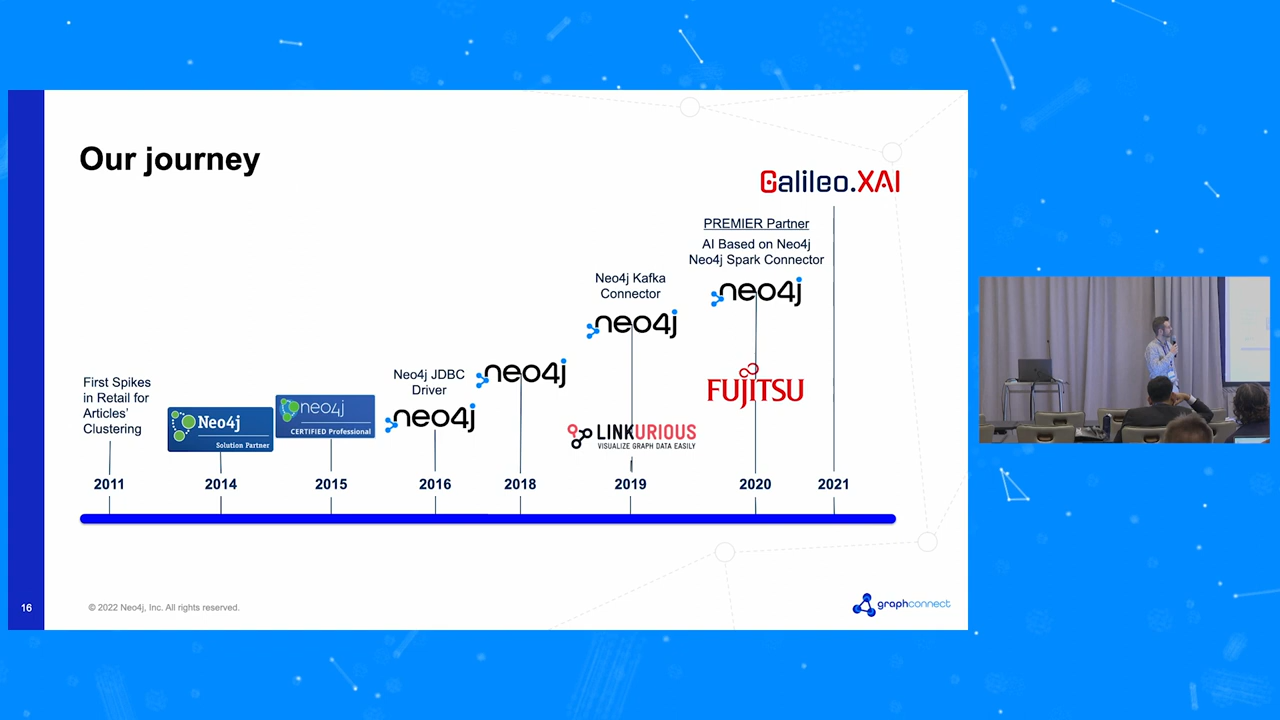 Our journey
Galileo.XAI
PREMIER Partner
AI Based on Neo4j
Neo4j Spark Connector
neo4j
Neo4j Kafka
Connector
neo4j
FUJITSU
neo4j
Neo4j JDBC
Driver
neo4j
First Spikes
in Retail for
Articles'
Clustering
Neo4j
Solution Partner
neo4j
CERTIFIED Professional
LINKURIOUS
VISUALIZE GRAPH DATA EASILY
2011
2014
2015
2016
2018
2019
2020
2021
16
© 2022 Neo4j, Inc. All rights reserved.
graphconnect